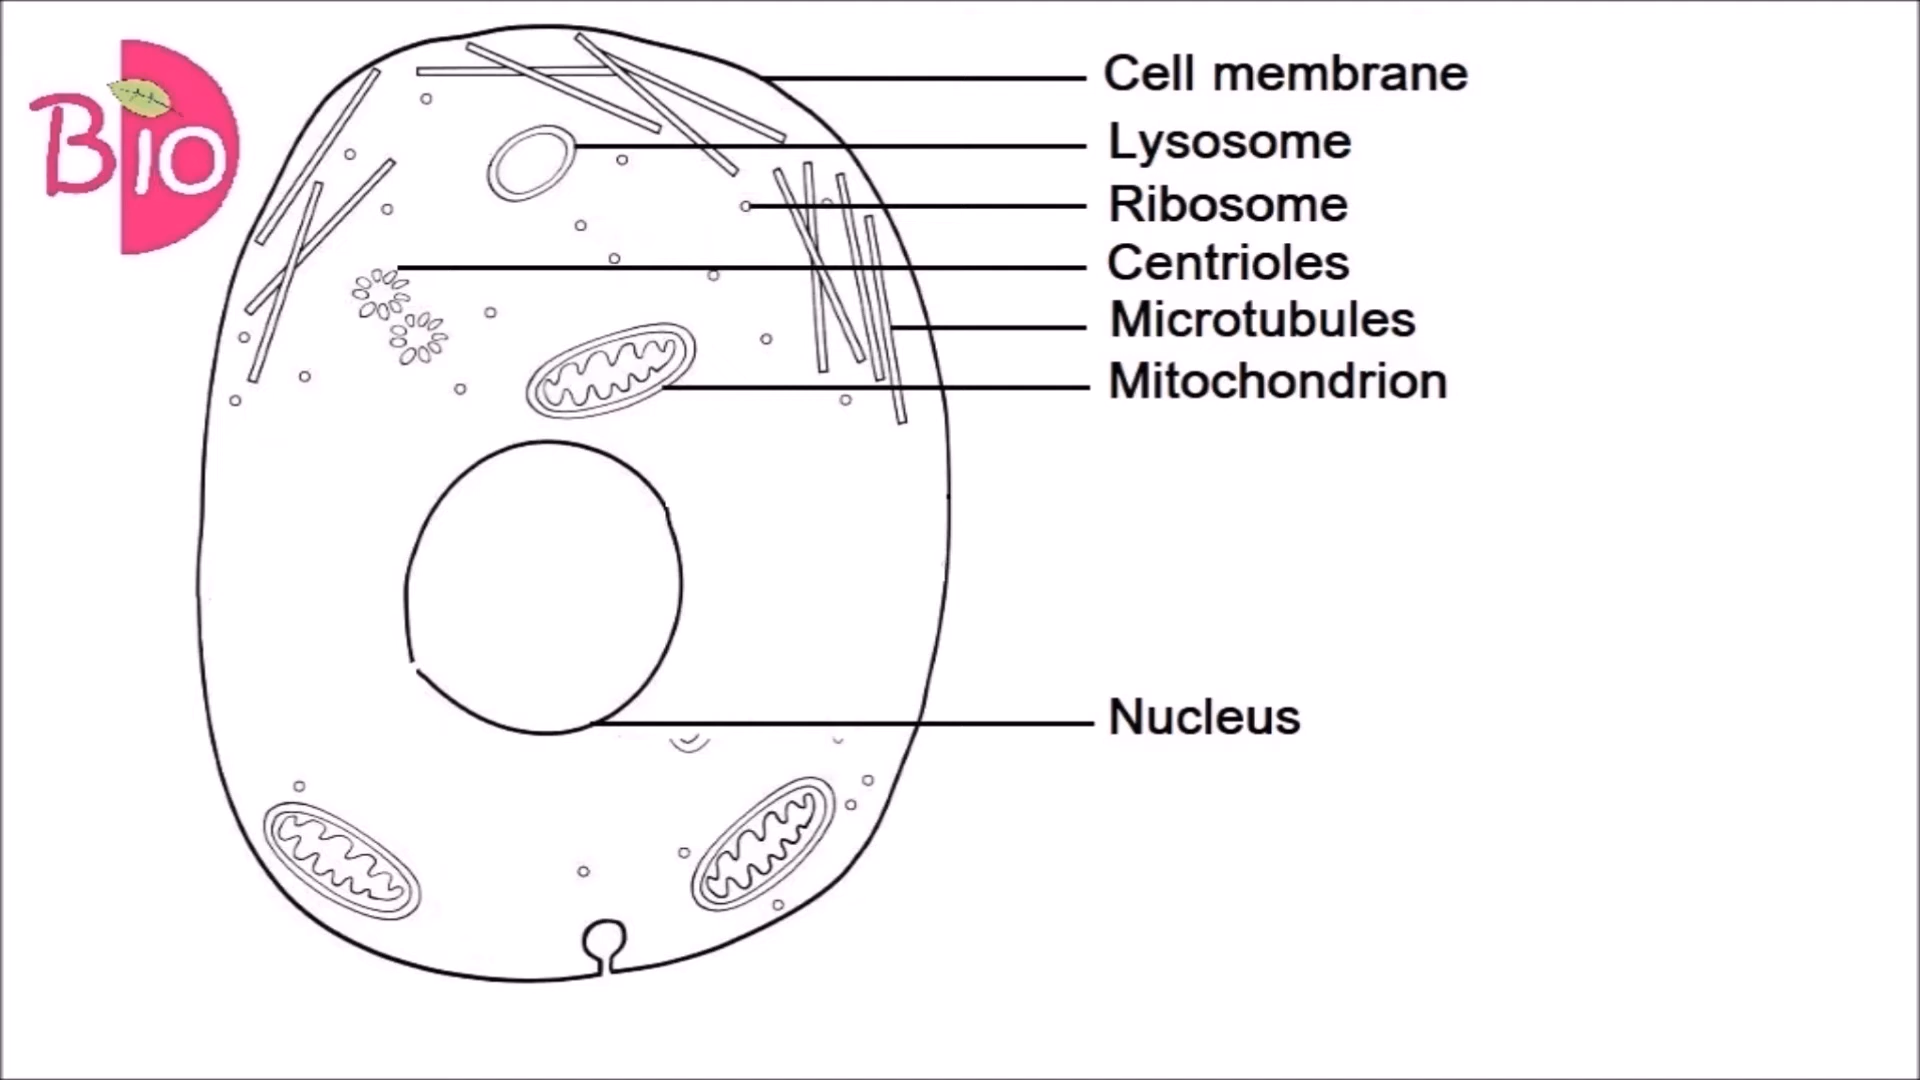 BIO
Cell membrane
Lysosome
Ribosome
Centrioles
Microtubules
Mitochondrion
Nucleus